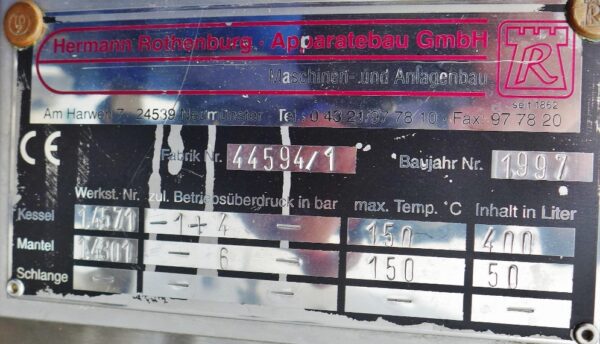 Hermann Rothenburg · Apparatebau GmbH
Maschinen- und Anlagenbau
R
seit 1862
Am Harweg 7 · 24539 Neumünster · Tel. 0 43 21/97 78 10 · Fax: 97 78 20
CE
Fabrik Nr. 44594/1 Baujahr Nr. 1997
Werkst. Nr. zul. Betriebsüberdruck in bar max. Temp. °C Inhalt in Liter
Kessel 1.4571 -1+4 - 150 400
Mantel 1.4301 - 6 - 150 50
Schlange - - - - -